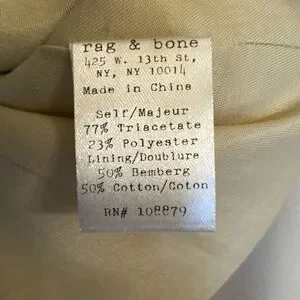 rag & bone
425 W. 13th St,
NY, NY 10014
Made in China
Self/Majeur
77% Triacetate
23% Polyester
Lining/Doublure
50% Bemberg
50% Cotton/Coton
RN# 108879